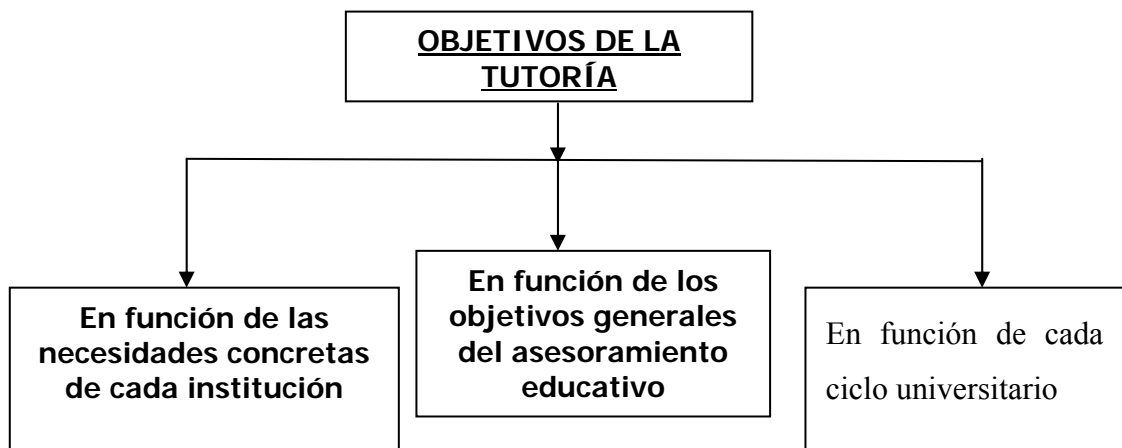 OBJETIVOS DE LA
TUTORÍA
En función de las
necesidades concretas
de cada institución
En función de los
objetivos generales
del asesoramiento
educativo
En función de cada
ciclo universitario